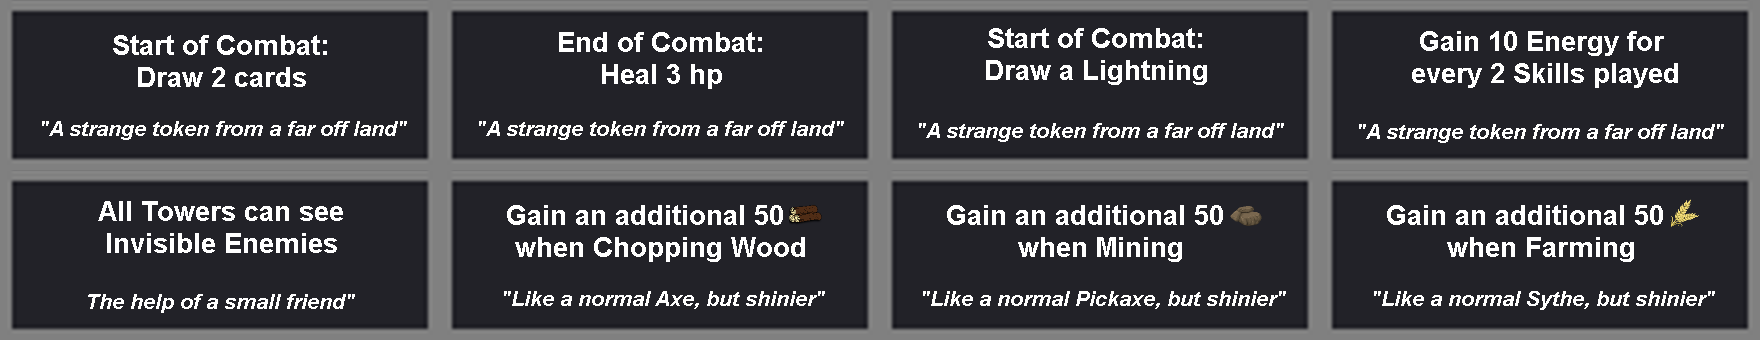 Start of Combat:
Draw 2 cards
"A strange token from a far off land"
End of Combat:
Heal 3 hp
"A strange token from a far off land"
Start of Combat:
Draw a Lightning
"A strange token from a far off land"
Gain 10 Energy for
every 2 Skills played
"A strange token from a far off land"
All Towers can see
Invisible Enemies
The help of a small friend"
Gain an additional 50
when Chopping Wood
"Like a normal Axe, but shinier"
Gain an additional 50
when Mining
"Like a normal Pickaxe, but shinier"
Gain an additional 50
when Farming
"Like a normal Sythe, but shinier"